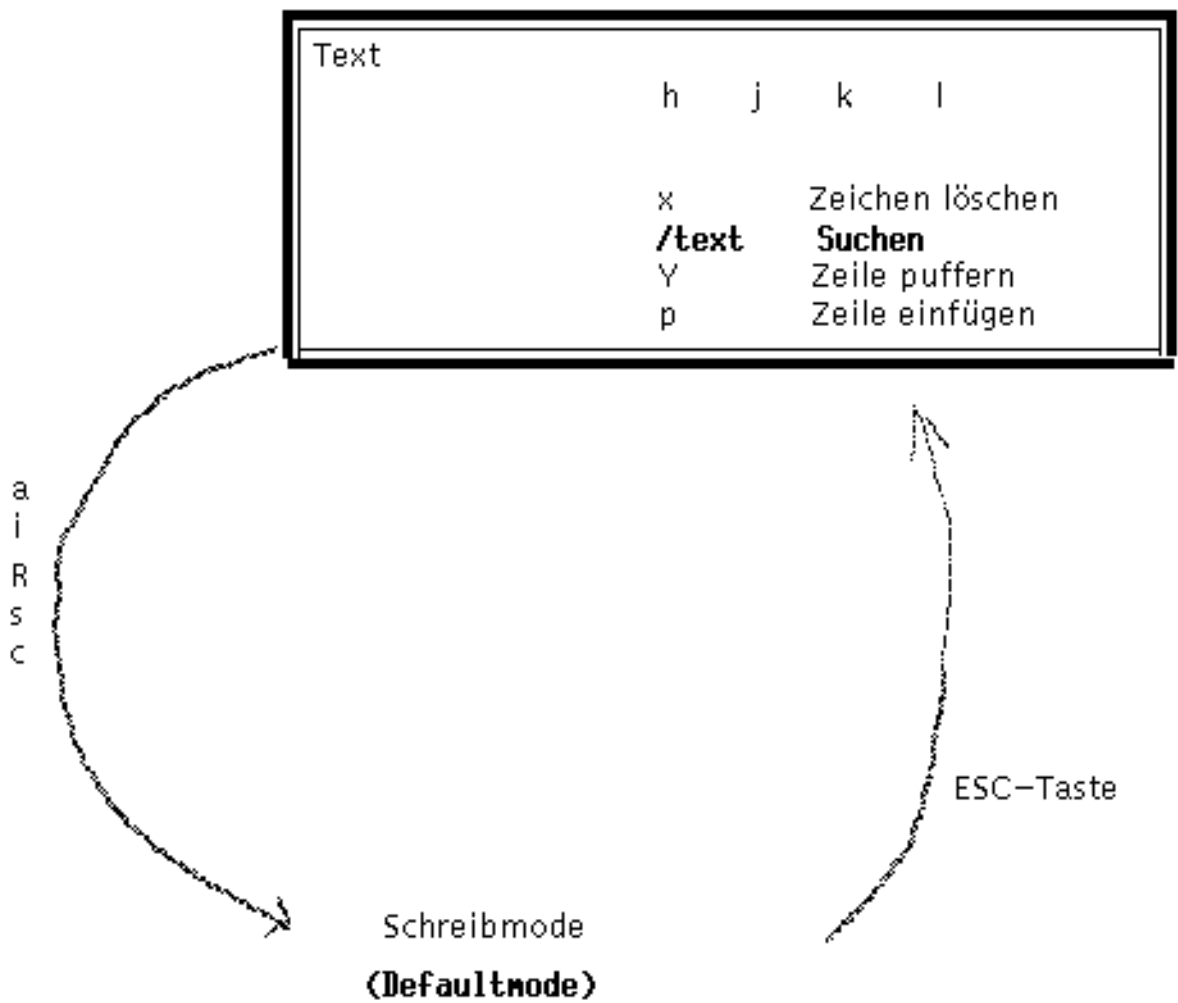 Text
h j k l
x Zeichen löschen
/text Suchen
Y Zeile puffern
p Zeile einfügen
a
i
R
s
c
ESC-Taste
Schreibmode
(Defaultmode)